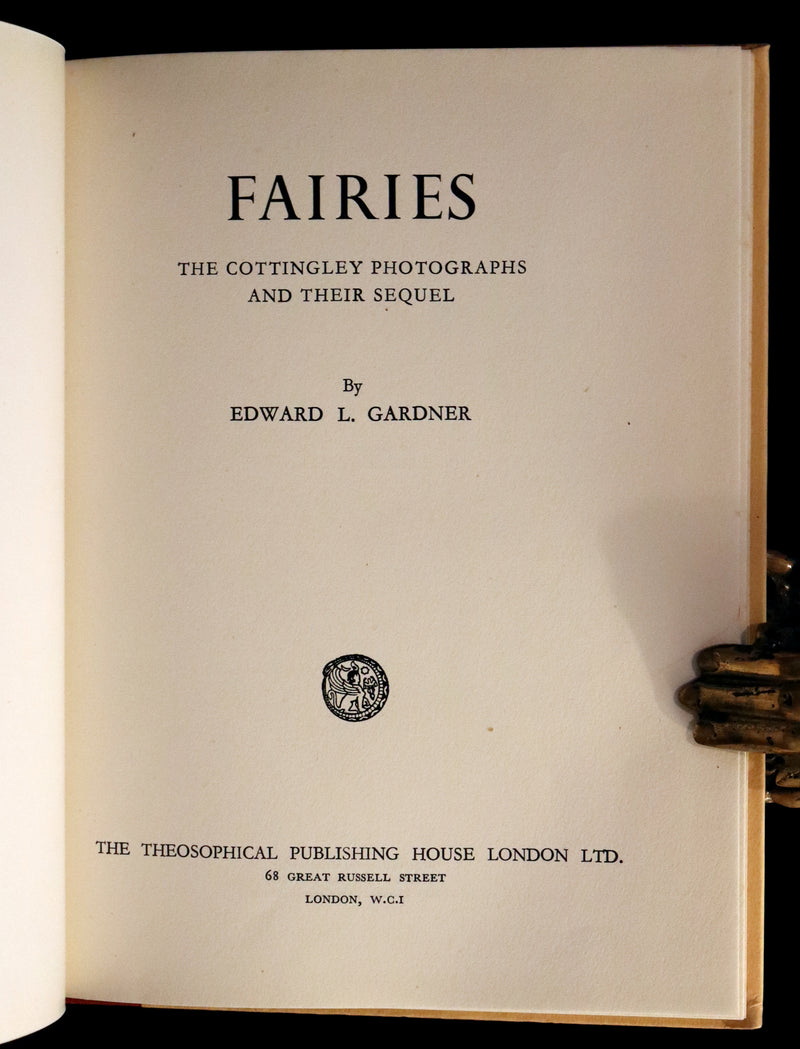 FAIRIES
THE COTTINGLEY PHOTOGRAPHS
AND THEIR SEQUEL
By
EDWARD L. GARDNER
THE THEOSOPHICAL PUBLISHING HOUSE LONDON LTD.
68 GREAT RUSSELL STREET
LONDON, W.C.I